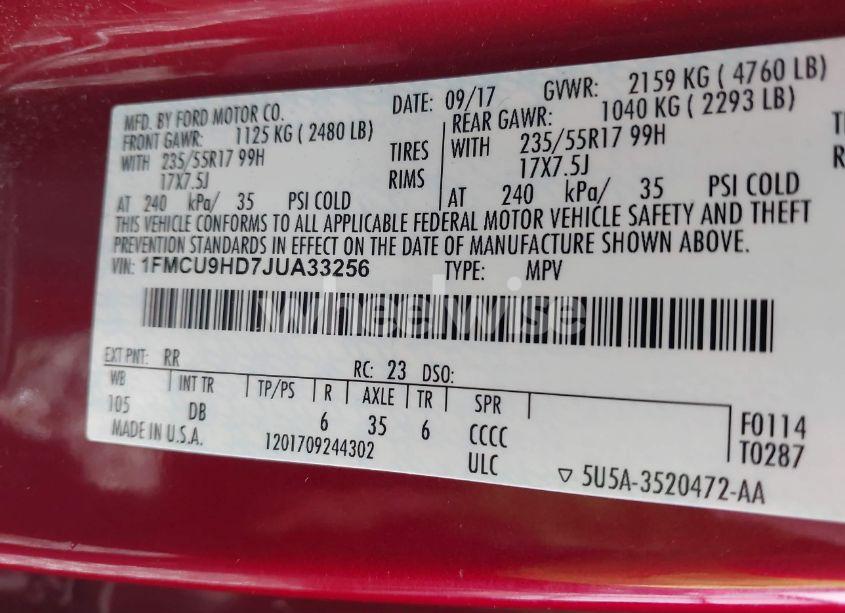 MFD. BY FORD MOTOR CO.
DATE: 09/17 GVWR: 2159 KG ( 4760 LB)
FRONT GAWR: 1125 KG ( 2480 LB)
REAR GAWR: 1040 KG ( 2293 LB)
WITH 235/55R17 99H TIRES
WITH 235/55R17 99H
17X7.5J RIMS
17X7.5J
AT 240 kPa/ 35 PSI COLD
AT 240 kPa/ 35 PSI COLD
THIS VEHICLE CONFORMS TO ALL APPLICABLE FEDERAL MOTOR VEHICLE SAFETY AND THEFT
PREVENTION STANDARDS IN EFFECT ON THE DATE OF MANUFACTURE SHOWN ABOVE.
VIN: 1FMCU9HD7JUA33256 TYPE: MPV
wheelwise
EXT PNT: RR RC: 23 DSO:
WB INT TR TP/PS R AXLE TR SPR
105 DB 6 35 6 CCCC
MADE IN U.S.A. 1201709244302 ULC
F0114
T0287
▽ 5U5A-3520472-AA